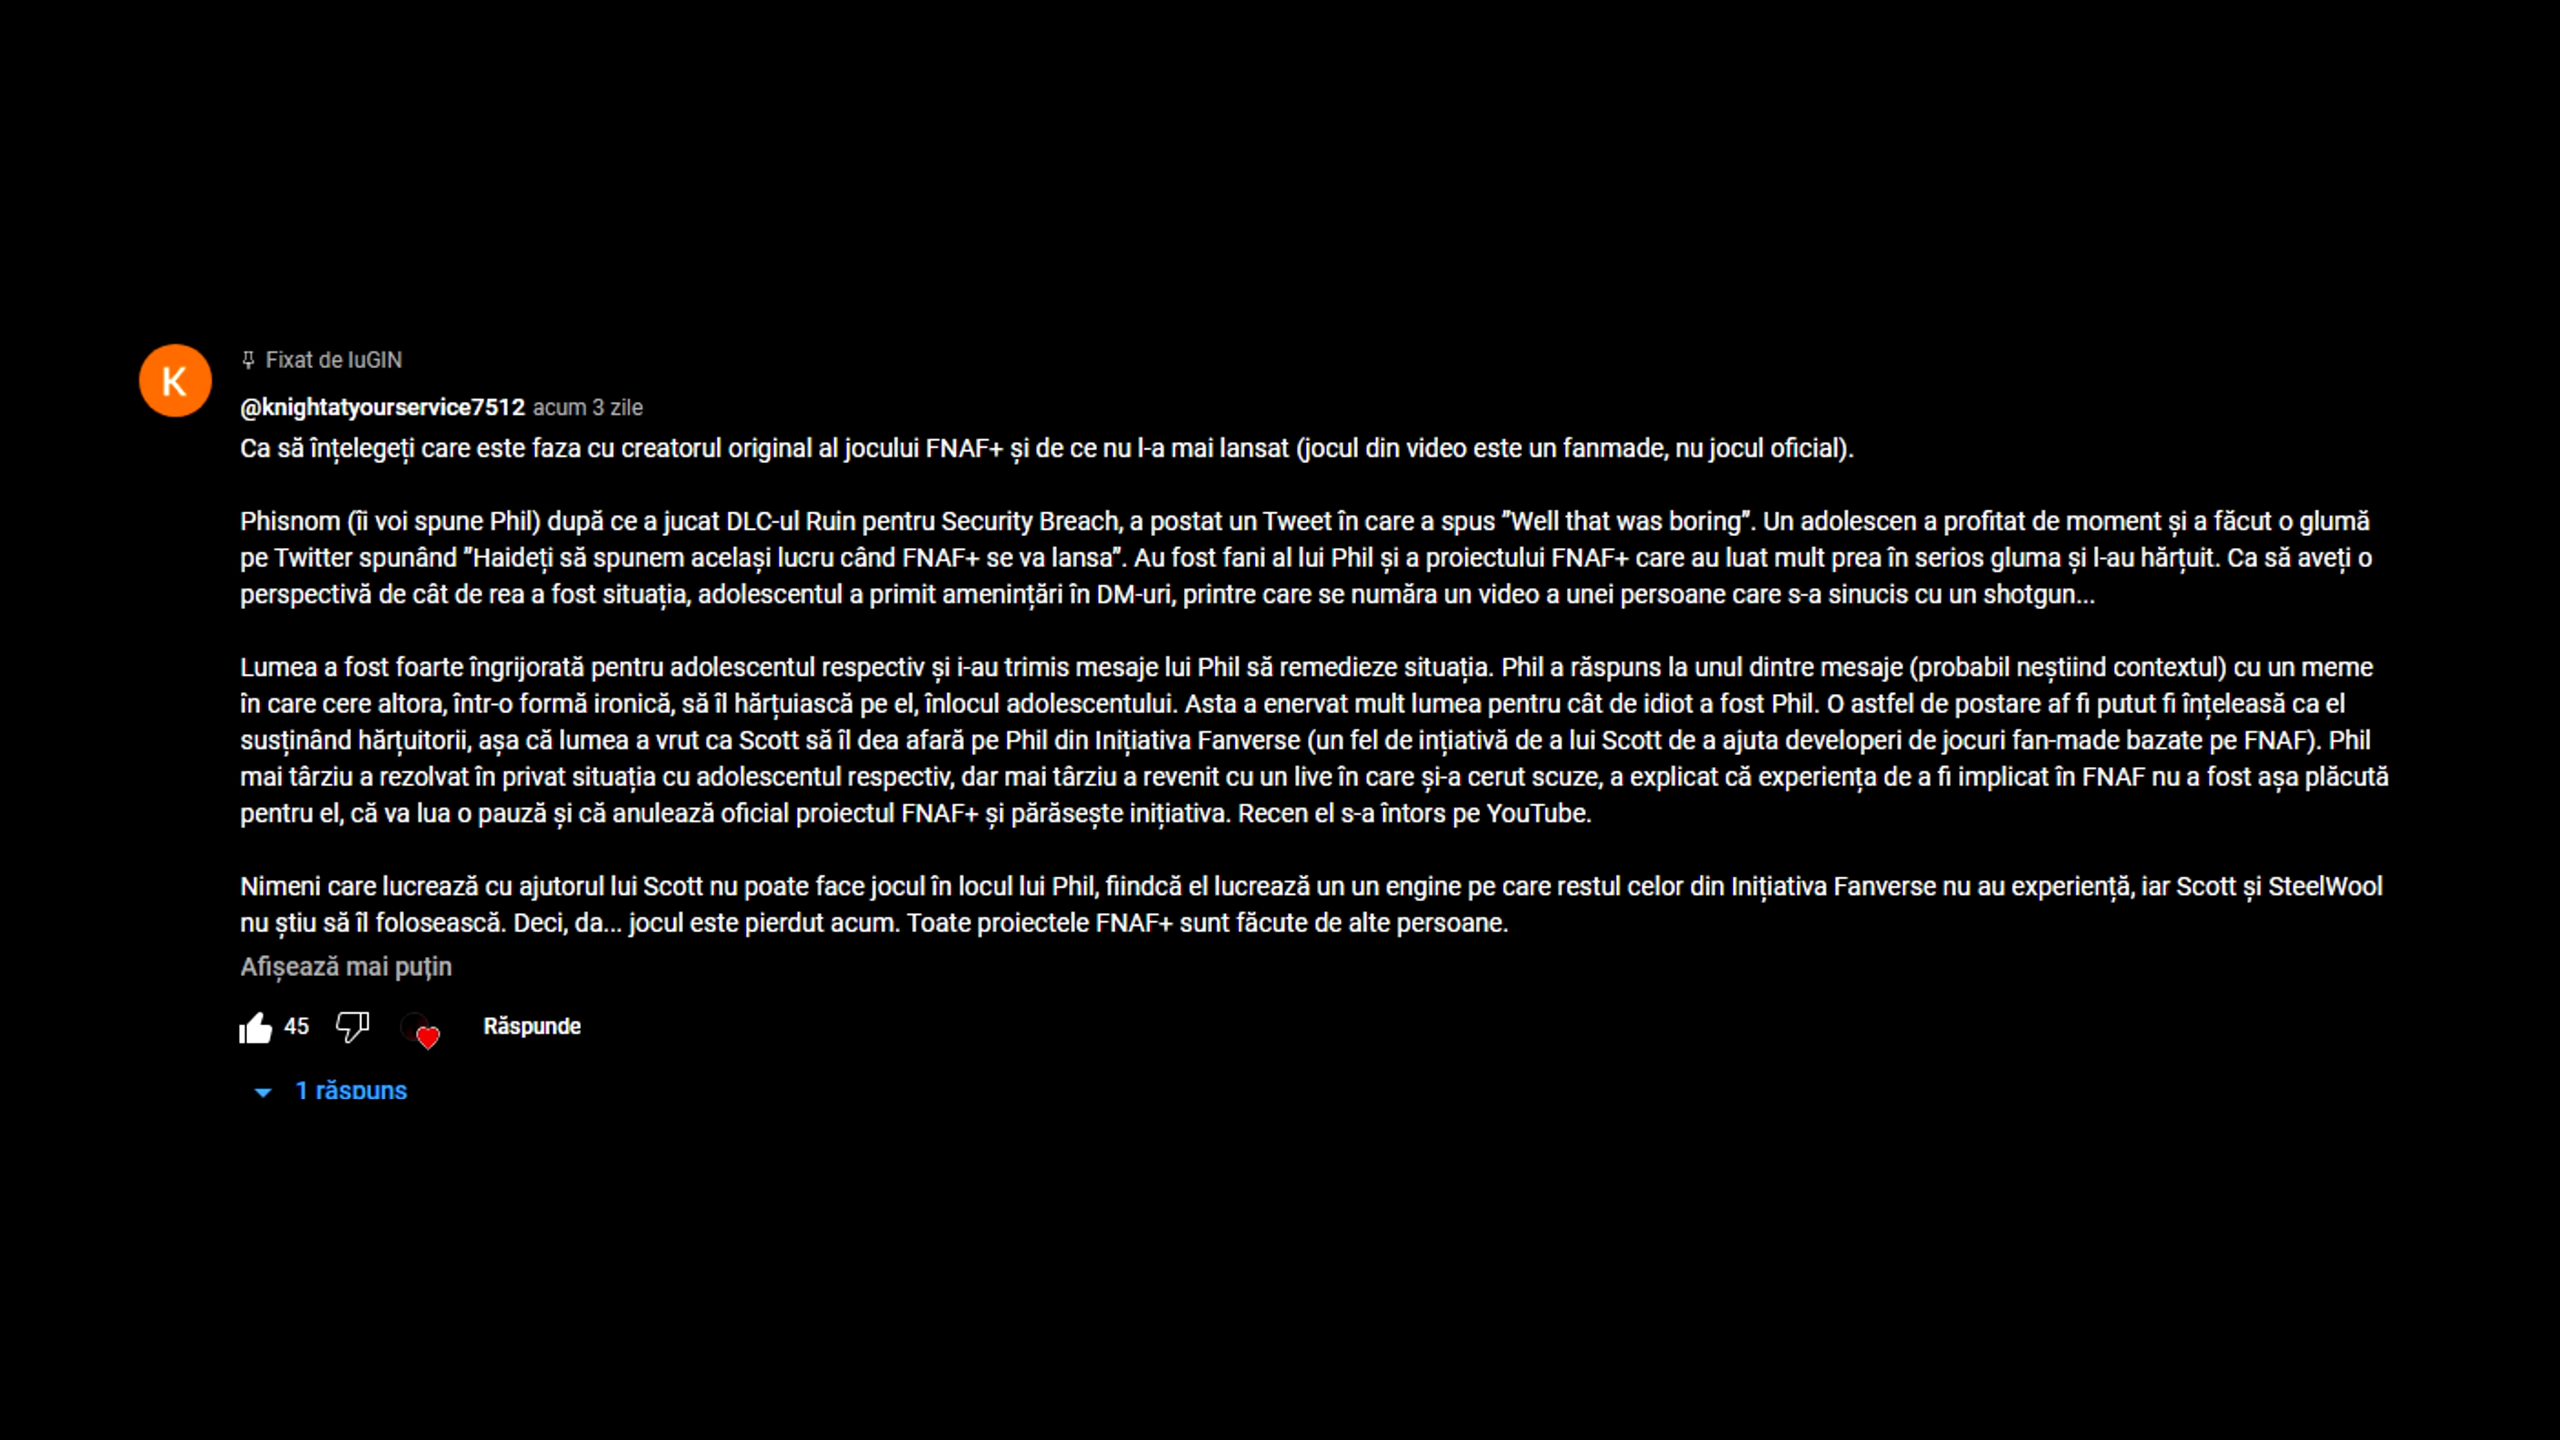 K
Fixat de IuGIN
@knightatyourservice7512 acum 3 zile
Ca să înțelegeți care este faza cu creatorul original al jocului FNAF+ și de ce nu l-a mai lansat (jocul din video este un fanmade, nu jocul oficial).
Phisnom (îi voi spune Phil) după ce a jucat DLC-ul Ruin pentru Security Breach, a postat un Tweet în care a spus ”Well that was boring”. Un adolescen a profitat de moment și a făcut o glumă
pe Twitter spunând ”Haideți să spunem același lucru când FNAF+ se va lansa”. Au fost fani al lui Phil și a proiectului FNAF+ care au luat mult prea în serios gluma și l-au hărțuit. Ca să aveți o
perspectivă de cât de rea a fost situația, adolescentul a primit amenințări în DM-uri, printre care se număra un video a unei persoane care s-a sinucis cu un shotgun...
Lumea a fost foarte îngrijorată pentru adolescentul respectiv și i-au trimis mesaje lui Phil să remedieze situația. Phil a răspuns la unul dintre mesaje (probabil neștiind contextul) cu un meme
în care cere altora, într-o formă ironică, să îl hărțuiască pe el, înlocul adolescentului. Asta a enervat mult lumea pentru cât de idiot a fost Phil. O astfel de postare af fi putut fi înțeleasă ca el
susținând hărțuitorii, așa că lumea a vrut ca Scott să îl dea afară pe Phil din Inițiativa Fanverse (un fel de ințiativă de a lui Scott de a ajuta developeri de jocuri fan-made bazate pe FNAF). Phil
mai târziu a rezolvat în privat situația cu adolescentul respectiv, dar mai târziu a revenit cu un live în care și-a cerut scuze, a explicat că experiența de a fi implicat în FNAF nu a fost așa plăcută
pentru el, că va lua o pauză și că anulează oficial proiectul FNAF+ și părăsește inițiativa. Recen el s-a întors pe YouTube.
Nimeni care lucrează cu ajutorul lui Scott nu poate face jocul în locul lui Phil, fiindcă el lucrează un un engine pe care restul celor din Inițiativa Fanverse nu au experiență, iar Scott și SteelWool
nu știu să îl folosească. Deci, da... jocul este pierdut acum. Toate proiectele FNAF+ sunt făcute de alte persoane.
Afișează mai puțin
45 Răspunde
1 răspuns